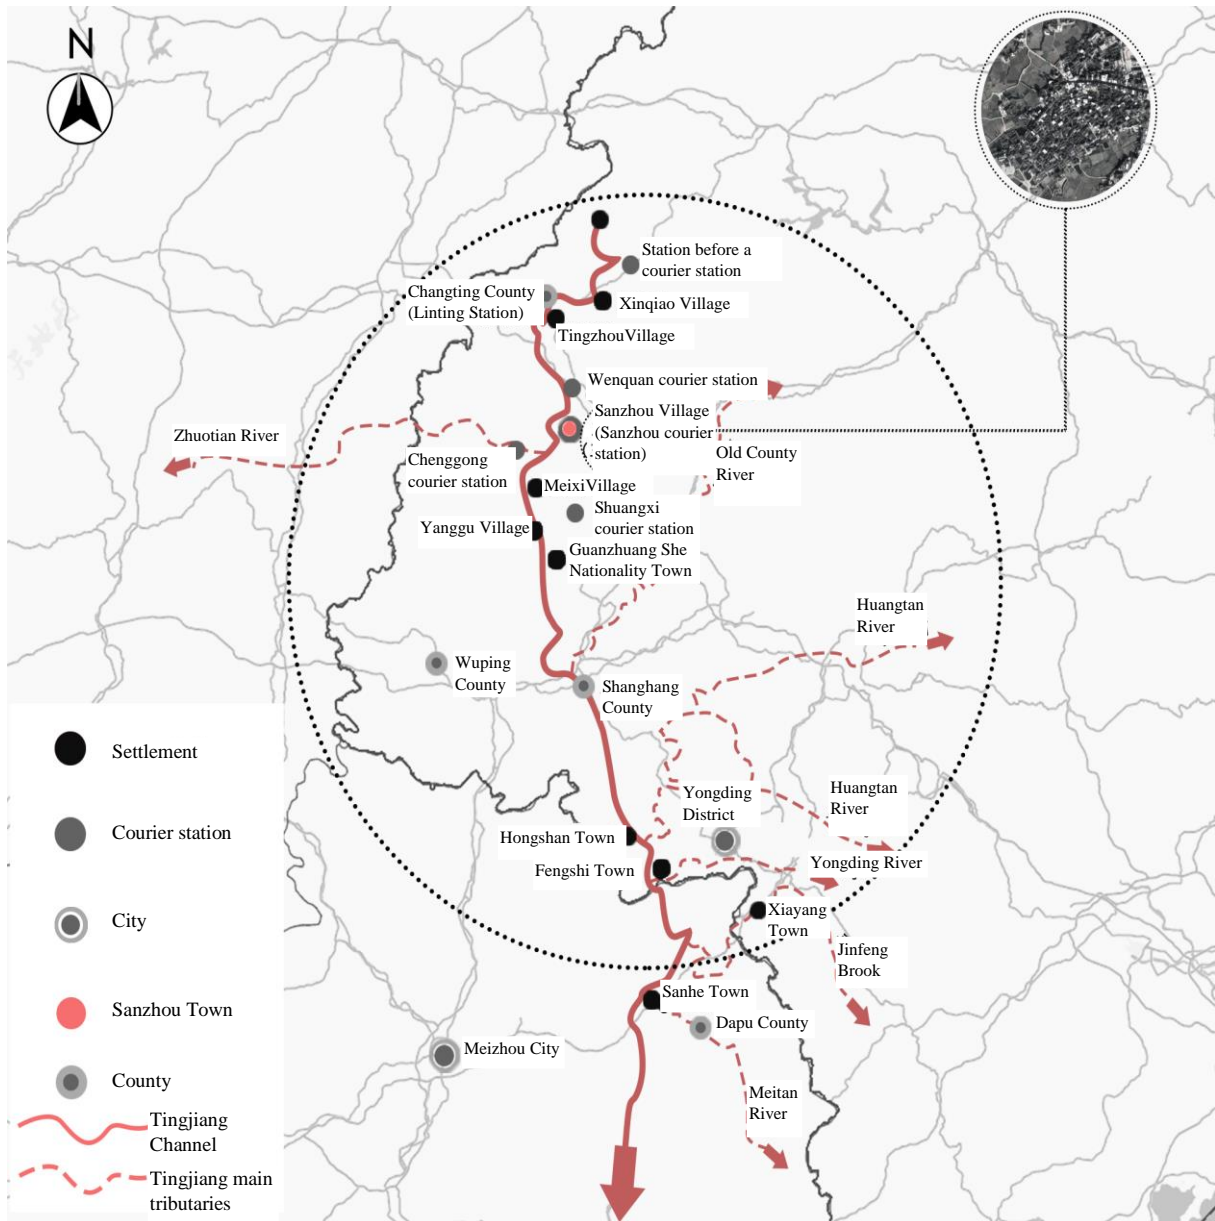 N
Station before a
courier station
Changting County
(Linting Station)
Xinqiao Village
TingzhouVillage
Wenquan courier station
Sanzhou Village
(Sanzhou courier
station)
Zhuotian River
Chenggong
courier station
Old County
River
MeixiVillage
Shuangxi
courier station
Yanggu Village
Guanzhuang She
Nationality Town
Huangtan
River
Wuping
County
Shanghang
County
Settlement
Yongding
District
Huangtan
River
Courier station
Hongshan Town
Fengshi Town
Yongding River
City
Xiayang
Town
Jinfeng
Brook
Sanhe Town
Sanzhou Town
Dapu County
Meizhou City
County
Meitan
River
Tingjiang
Channel
Tingjiang main
tributaries